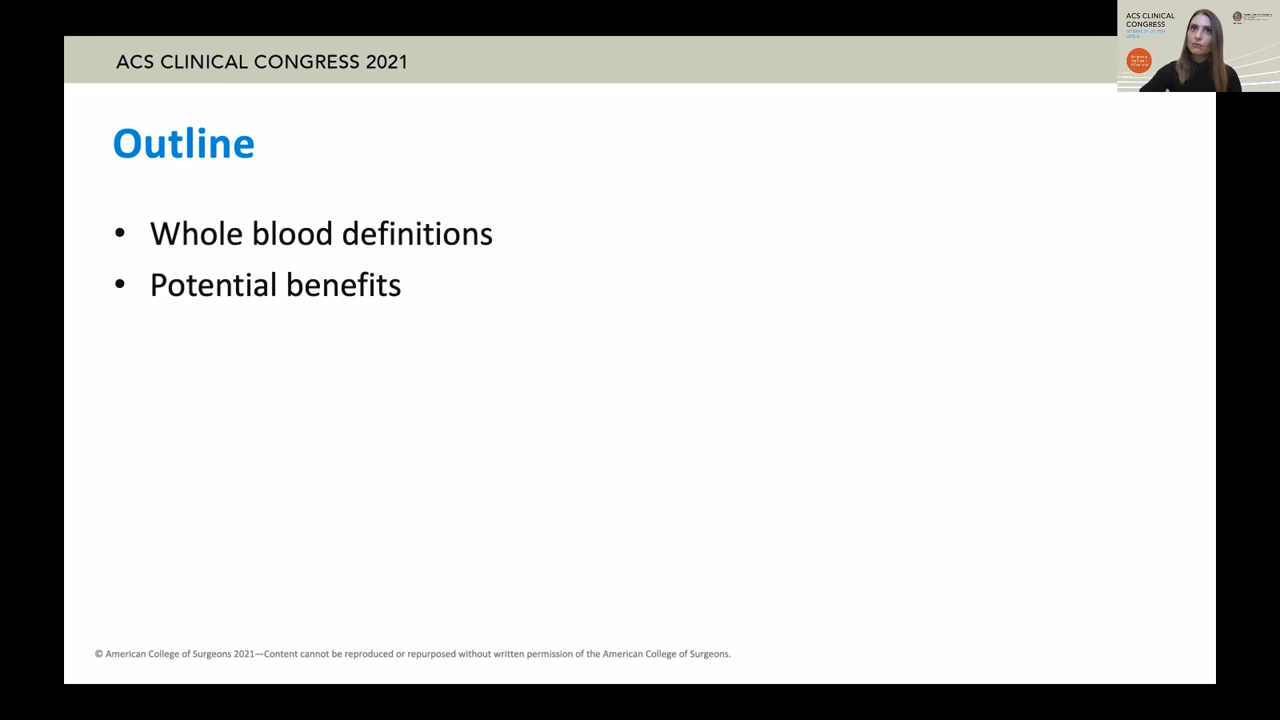 ACS CLINICAL CONGRESS 2021
ACS CLINICAL
CONGRESS
Outline
• Whole blood definitions
• Potential benefits
© American College of Surgeons 2021—Content cannot be reproduced or repurposed without written permission of the American College of Surgeons.